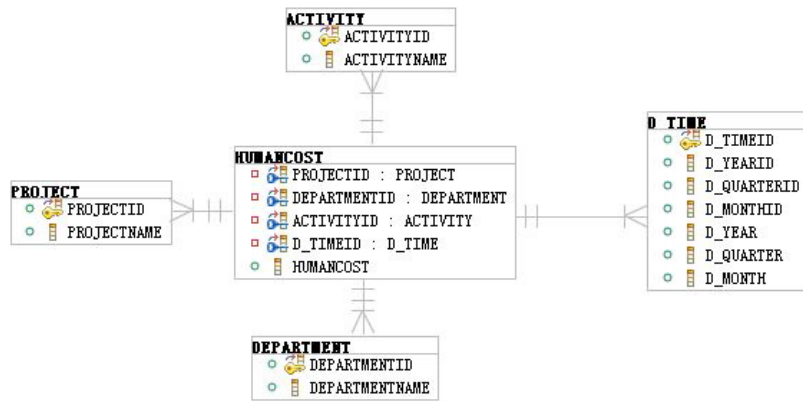 ACTIVITY
ACTIVITYID
ACTIVITYNAME
HUMANCOST
PROJECTID : PROJECT
DEPARTMENTID : DEPARTMENT
ACTIVITYID : ACTIVITY
D_TIMEID : D_TIME
HUMANCOST
PROJECT
PROJECTID
PROJECTNAME
D_TIME
D_TIMEID
D_YEARID
D_QUARTERID
D_MONTHID
D_YEAR
D_QUARTER
D_MONTH
DEPARTMENT
DEPARTMENTID
DEPARTMENTNAME